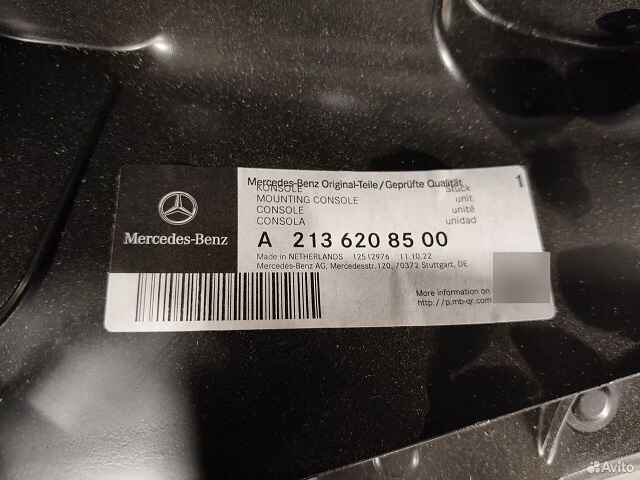 Mercedes-Benz Original-Teile/Geprüfte Qualität
KONSOLE Stück 1
MOUNTING CONSOLE unit
CONSOLE unité
CONSOLA unidad
Mercedes-Benz
A 213 620 85 00
Made in NETHERLANDS 12512976 11.10.22
Mercedes-Benz AG, Mercedesstr.120, 70372 Stuttgart, DE
More information on
http://p.mb-qr.com
Avito